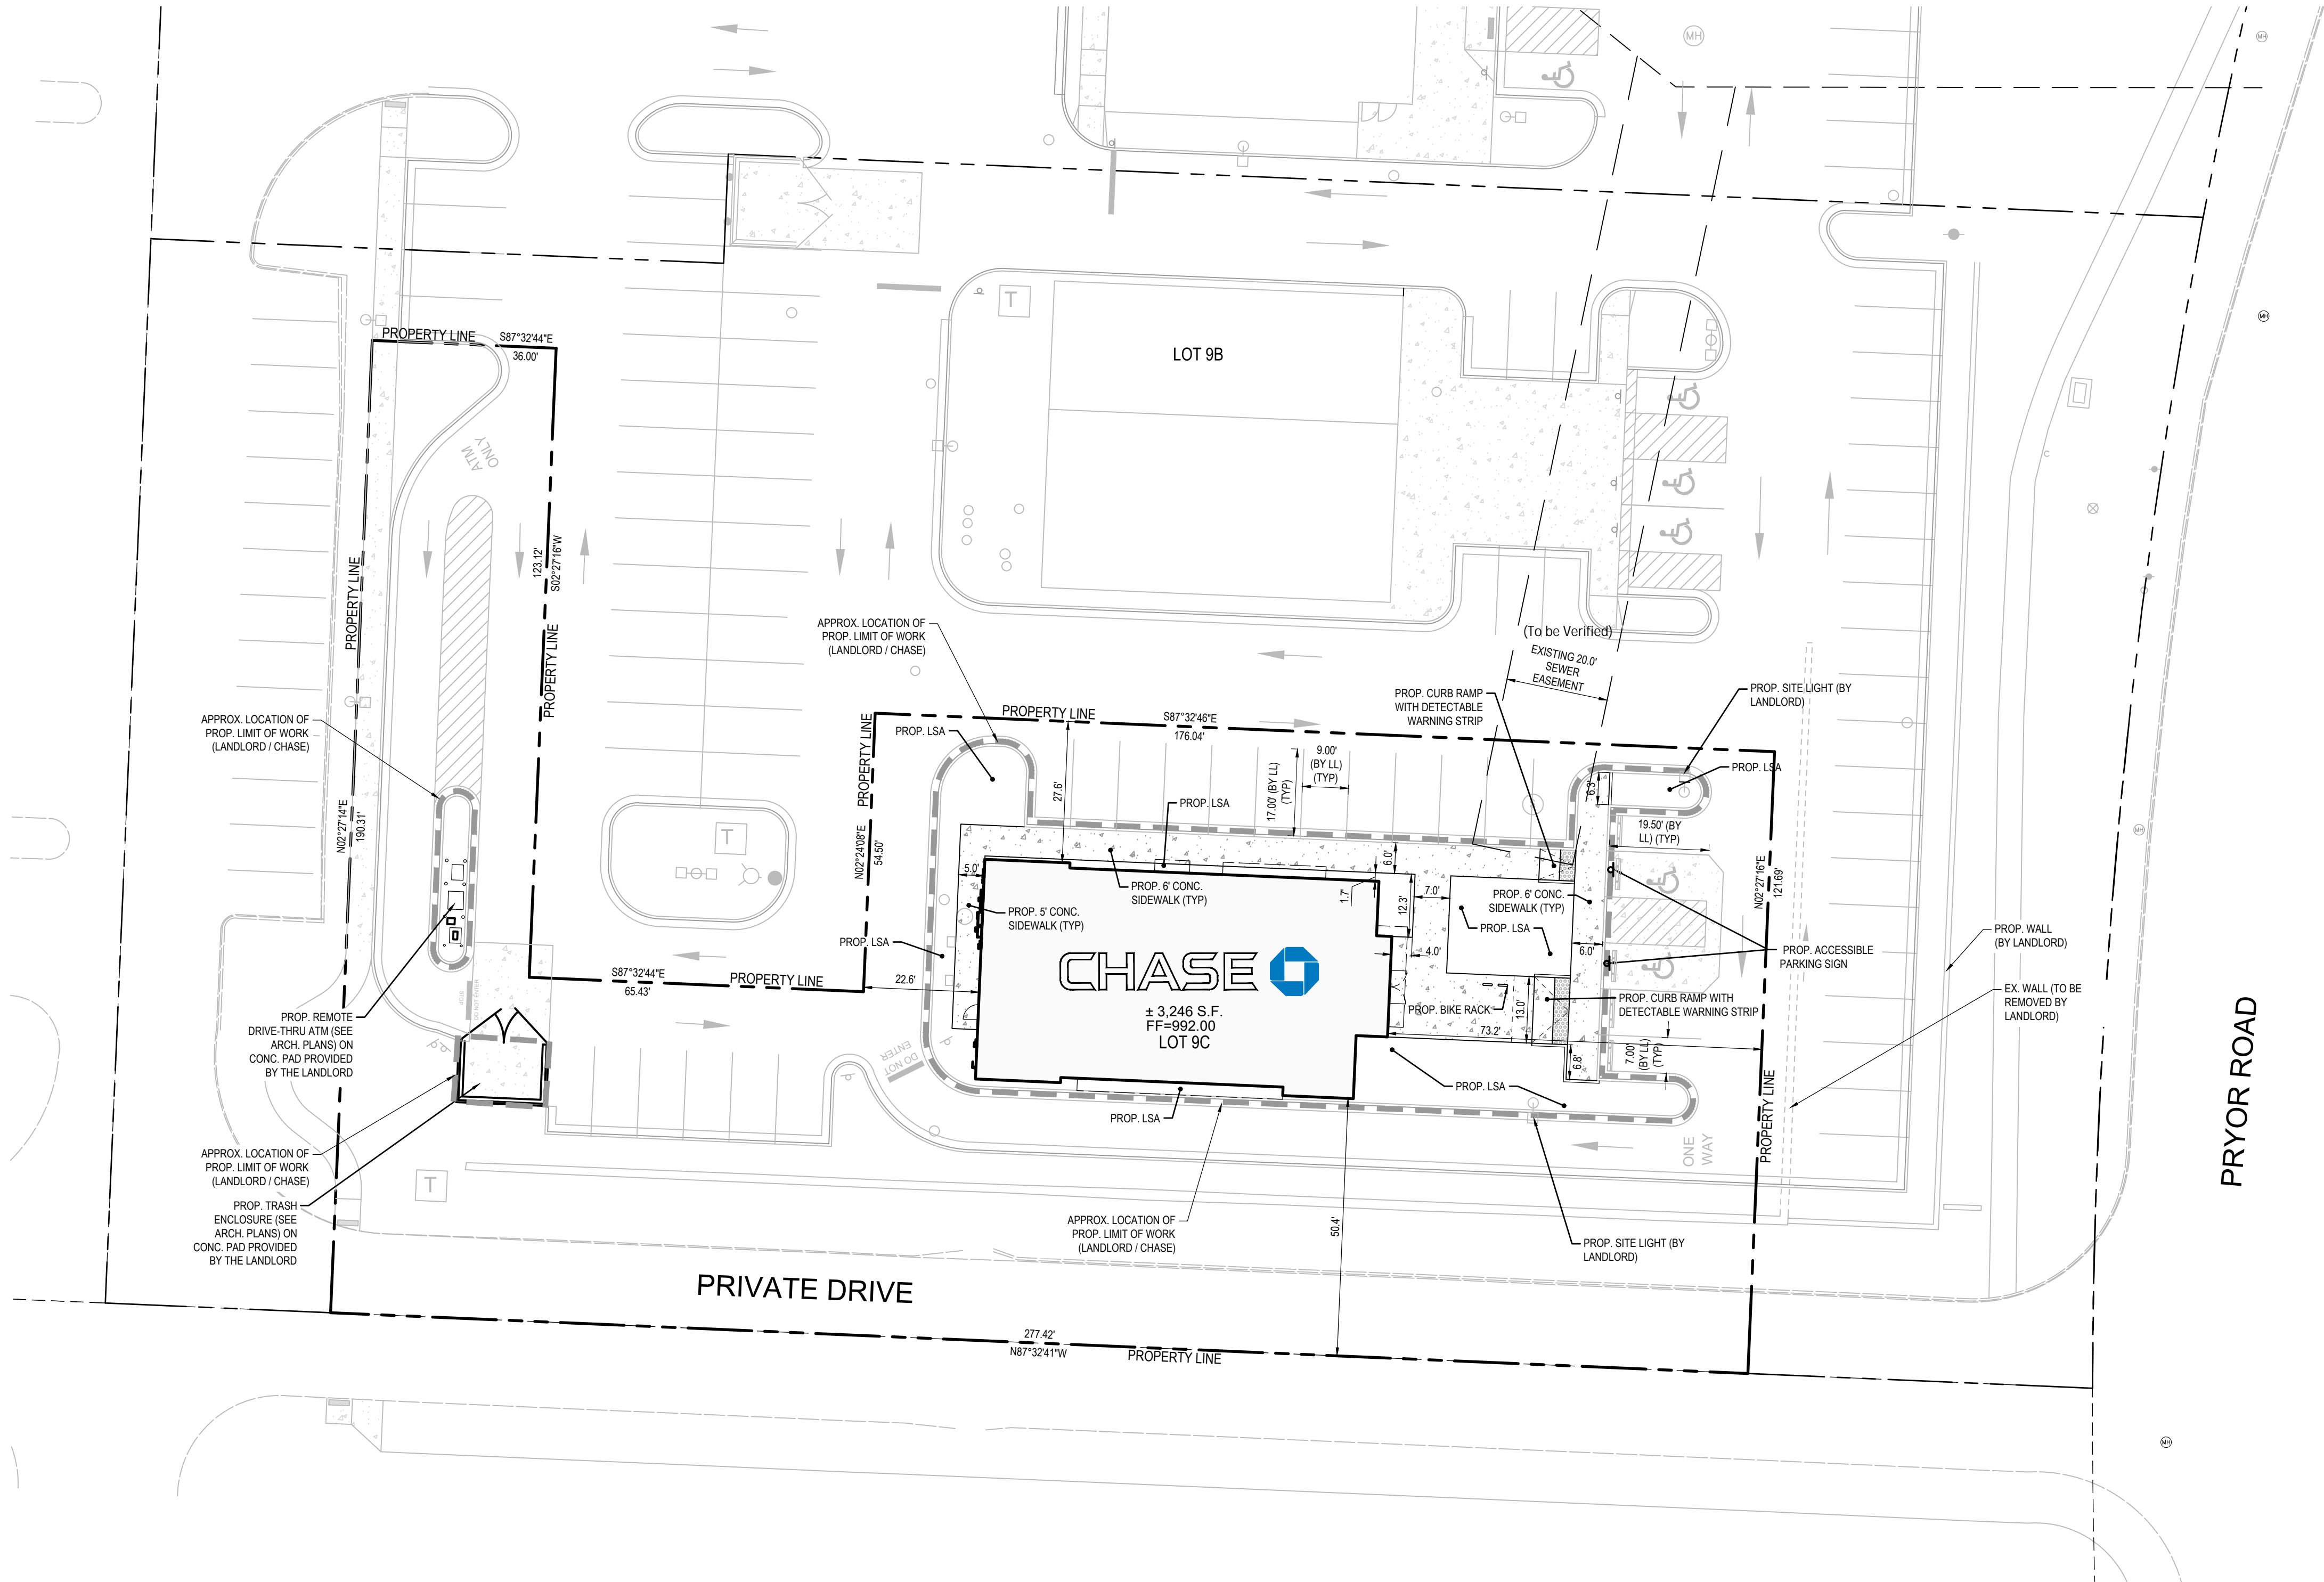 MH
MH
LOT 9B
T
PROPERTY LINE
S87°32'44"E
36.00'
MH
ATM
ONLY
PROPERTY LINE
123.12'
S02°27'16"W
PROPERTY LINE
N02°27'14"E
190.31'
APPROX. LOCATION OF
PROP. LIMIT OF WORK
(LANDLORD / CHASE)
(To be Verified)
EXISTING 20.0'
SEWER
EASEMENT
APPROX. LOCATION OF
PROP. LIMIT OF WORK
(LANDLORD / CHASE)
PROP. CURB RAMP
WITH DETECTABLE
WARNING STRIP
PROP. SITE LIGHT (BY
LANDLORD)
PROPERTY LINE
S87°32'46"E
176.04'
PROP. LSA
PROPERTY LINE
N02°24'08"E
54.50'
27.6'
17.00' (BY LL)
(TYP)
9.00'
(BY LL)
(TYP)
PROP. LSA
6.3'
PROP. LSA
19.50' (BY
LL) (TYP)
MH
T
5.0'
6.0'
PROP. 6' CONC.
SIDEWALK (TYP)
1.7'
12.3'
7.0'
PROP. 6' CONC.
SIDEWALK (TYP)
N02°27'16"E
121.69'
PROP. 5' CONC.
SIDEWALK (TYP)
PROP. LSA
PROP. LSA
4.0'
6.0'
PROP. ACCESSIBLE
PARKING SIGN
PROP. WALL
(BY LANDLORD)
S87°32'44"E
65.43'
PROPERTY LINE
22.6'
CHASE
± 3,246 S.F.
FF=992.00
LOT 9C
PROP. BIKE RACK
13.0'
PROP. CURB RAMP WITH
DETECTABLE WARNING STRIP
EX. WALL (TO BE
REMOVED BY
LANDLORD)
PROP. REMOTE
DRIVE-THRU ATM (SEE
ARCH. PLANS) ON
CONC. PAD PROVIDED
BY THE LANDLORD
DO NOT
ENTER
73.2'
6.8'
7.00'
(BY LL)
(TYP)
PROP. LSA
PROP. LSA
PROPERTY LINE
ONE
WAY
PRYOR ROAD
APPROX. LOCATION OF
PROP. LIMIT OF WORK
(LANDLORD / CHASE)
T
PROP. TRASH
ENCLOSURE (SEE
ARCH. PLANS) ON
CONC. PAD PROVIDED
BY THE LANDLORD
APPROX. LOCATION OF
PROP. LIMIT OF WORK
(LANDLORD / CHASE)
50.4'
PROP. SITE LIGHT (BY
LANDLORD)
PRIVATE DRIVE
277.42'
N87°32'41"W
PROPERTY LINE
MH